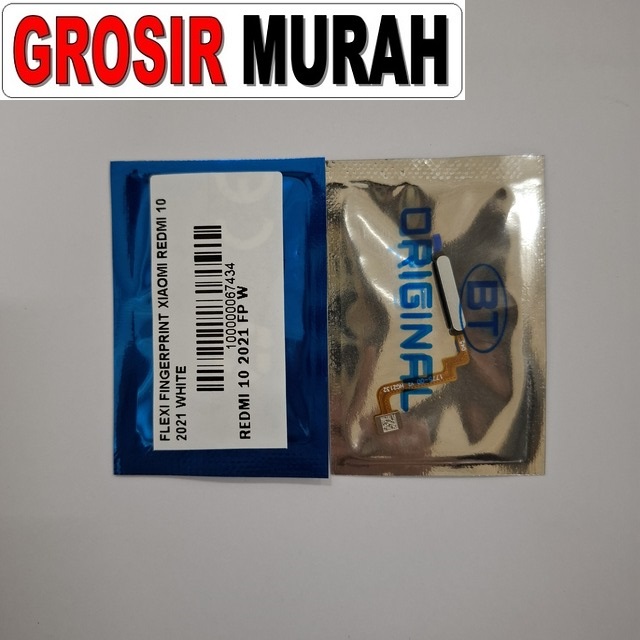 GROSIR MURAH
FLEXI FINGERPRINT XIAOMI REDMI 10
2021 WHITE
100000067434
REDMI 10 2021 FP W
ORIGINAL
BT